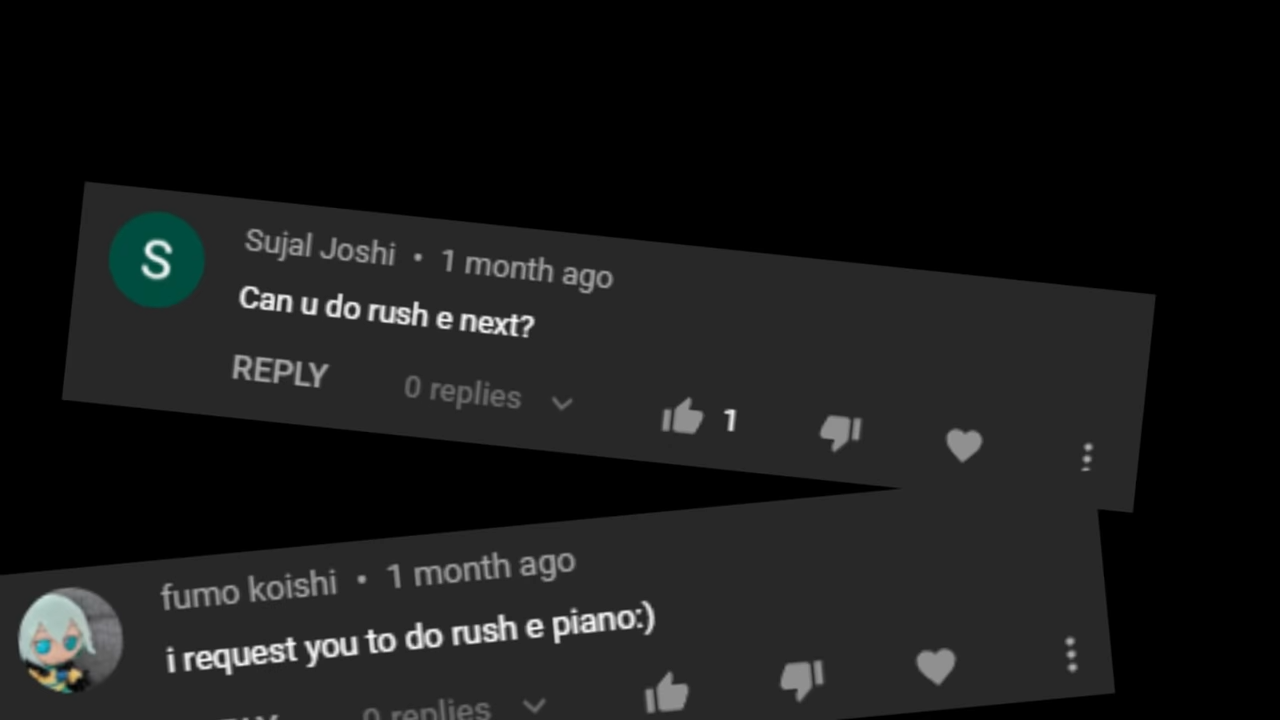 S
Sujal Joshi • 1 month ago
Can u do rush e next?
REPLY 0 replies 1
fumo koishi • 1 month ago
i request you to do rush e piano:)
0 replies